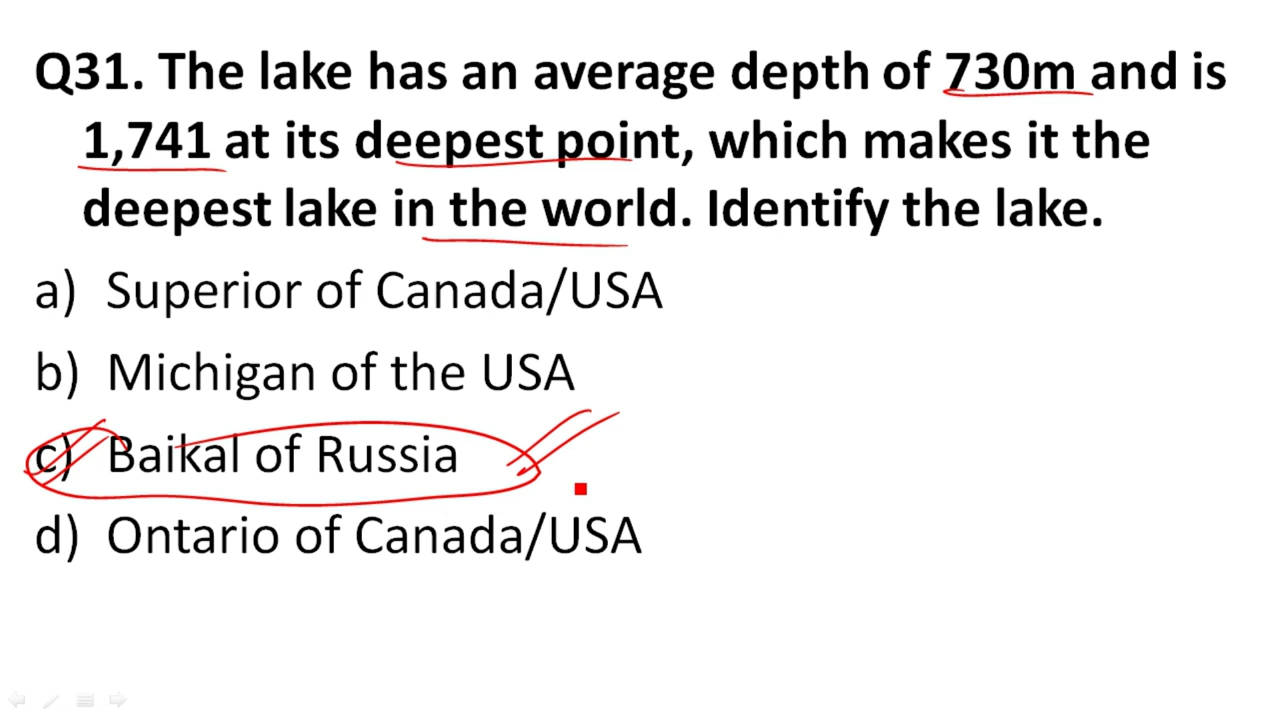 Q31. The lake has an average depth of 730m and is
1,741 at its deepest point, which makes it the
deepest lake in the world. Identify the lake.
a) Superior of Canada/USA
b) Michigan of the USA
c) Baikal of Russia
d) Ontario of Canada/USA